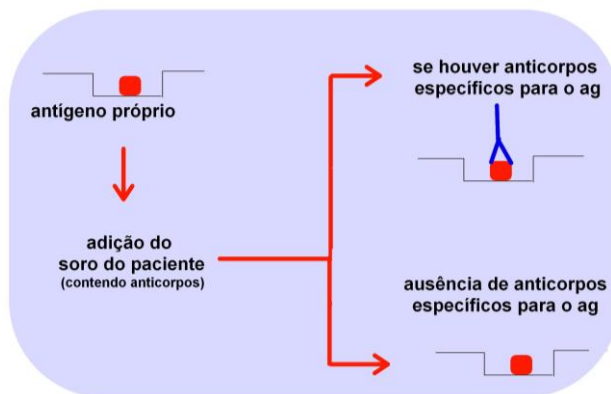 antígeno próprio
adição do
soro do paciente
(contendo anticorpos)
se houver anticorpos
específicos para o ag
ausência de anticorpos
específicos para o ag